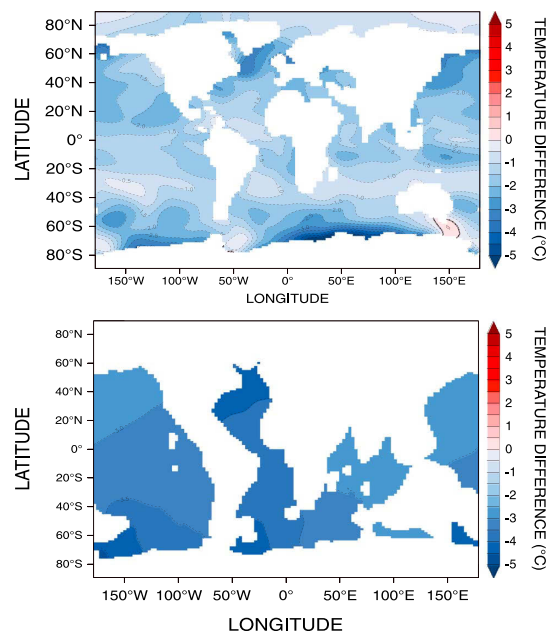 80°N
60°N
40°N
20°N
0°
20°S
40°S
60°S
80°S
LATITUDE
150°W 100°W 50°W 0° 50°E 100°E 150°E
LONGITUDE
5
4
3
2
1
0
-1
-2
-3
-4
-5
TEMPERATURE DIFFERENCE (°C)
80°N
60°N
40°N
20°N
0°
20°S
40°S
60°S
80°S
LATITUDE
150°W 100°W 50°W 0° 50°E 100°E 150°E
LONGITUDE
5
4
3
2
1
0
-1
-2
-3
-4
-5
TEMPERATURE DIFFERENCE (°C)